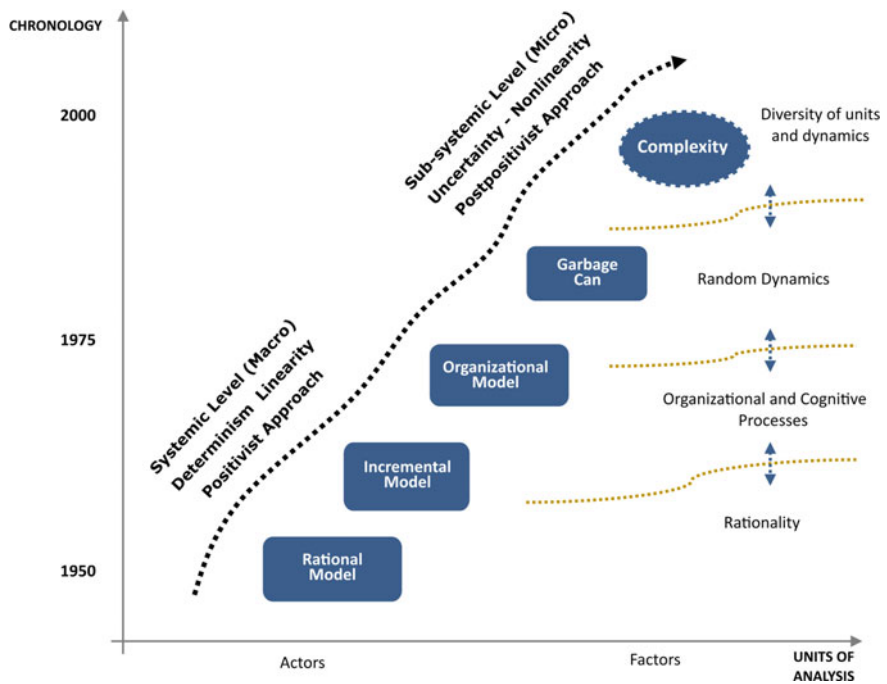 CHRONOLOGY
2000
1975
1950
Systemic Level (Macro)
Determinism Linearity
Positivist Approach
Sub-systemic Level (Micro)
Uncertainty - Nonlinearity
Postpositivist Approach
Complexity
Garbage
Can
Organizational
Model
Incremental
Model
Rational
Model
Diversity of units
and dynamics
Random Dynamics
Organizational and Cognitive
Processes
Rationality
Actors
Factors
UNITS OF
ANALYSIS